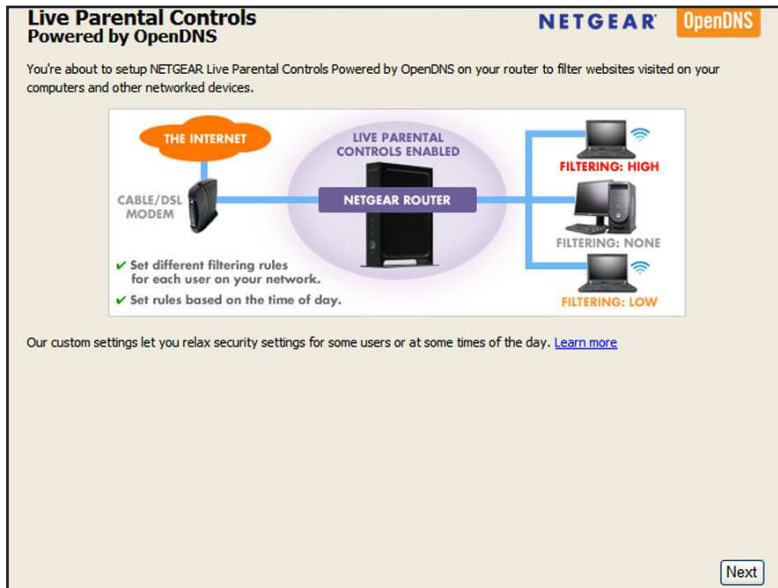 Live Parental Controls
Powered by OpenDNS
NETGEAR
OpenDNS
You're about to setup NETGEAR Live Parental Controls Powered by OpenDNS on your router to filter websites visited on your
computers and other networked devices.
THE INTERNET
CABLE/DSL
MODEM
LIVE PARENTAL
CONTROLS ENABLED
NETGEAR ROUTER
FILTERING: HIGH
FILTERING: NONE
FILTERING: LOW
✓ Set different filtering rules
for each user on your network.
✓ Set rules based on the time of day.
Our custom settings let you relax security settings for some users or at some times of the day. Learn more
Next